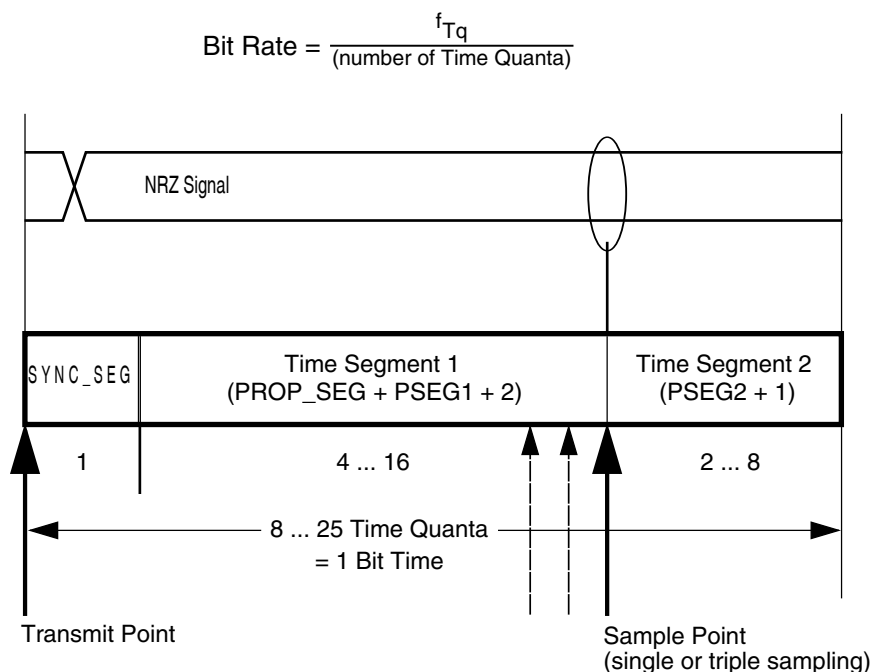 Bit Rate = fTq
(number of Time Quanta)
NRZ Signal
SYNC_SEG
Time Segment 1
(PROP_SEG + PSEG1 + 2)
Time Segment 2
(PSEG2 + 1)
1
4 ... 16
2 ... 8
8 ... 25 Time Quanta
= 1 Bit Time
Transmit Point
Sample Point
(single or triple sampling)